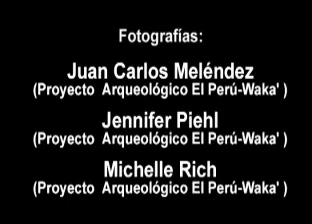 Fotografías:
Juan Carlos Meléndez
(Proyecto Arqueológico El Perú-Waka' )
Jennifer Piehl
(Proyecto Arqueológico El Perú-Waka' )
Michelle Rich
(Proyecto Arqueológico El Perú-Waka' )